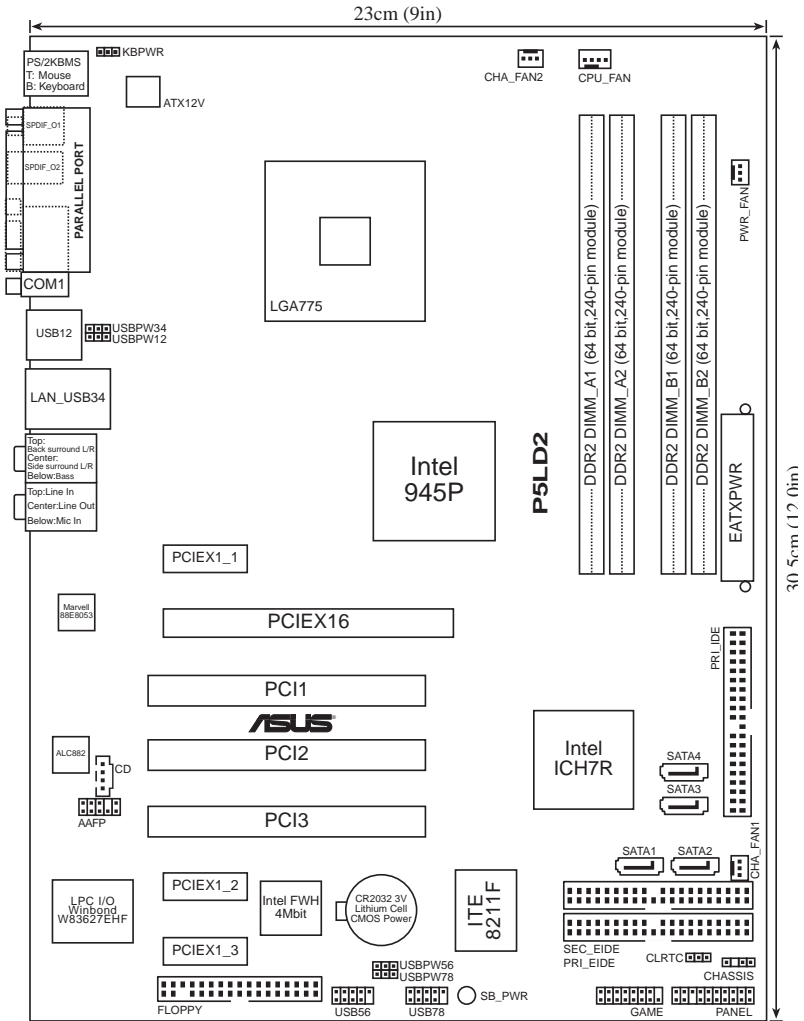 23cm (9in)
KBPWR
PS/2KBMS
T: Mouse
B: Keyboard
CHA_FAN2
CPU_FAN
ATX12V
SPDIF_O1
SPDIF_O2
PARALLEL PORT
PWR_FAN
COM1
LGA775
DDR2 DIMM_A1 (64 bit,240-pin module)
DDR2 DIMM_A2 (64 bit,240-pin module)
DDR2 DIMM_B1 (64 bit,240-pin module)
DDR2 DIMM_B2 (64 bit,240-pin module)
USB12
USBPW34
USBPW12
LAN_USB34
Top:
Back surround L/R
Center:
Side surround L/R
Below:Bass
Top:Line In
Center:Line Out
Below:Mic In
Intel
945P
P5LD2
EATXPWR
30.5cm (12.0in)
PCIEX1_1
Marvell
88E8053
PCIEX16
PRI_IDE
PCI1
ASUS
ALC882
CD
PCI2
Intel
ICH7R
SATA4
SATA3
AAFP
PCI3
SATA1
SATA2
CHA_FAN1
LPC I/O
Winbond
W83627EHF
PCIEX1_2
Intel FWH
4Mbit
CR2032 3V
Lithium Cell
CMOS Power
ITE
8211F
PCIEX1_3
SEC_EIDE
PRI_EIDE
CLRTC
CHASSIS
USBPW56
USBPW78
FLOPPY
USB56
USB78
SB_PWR
GAME
PANEL